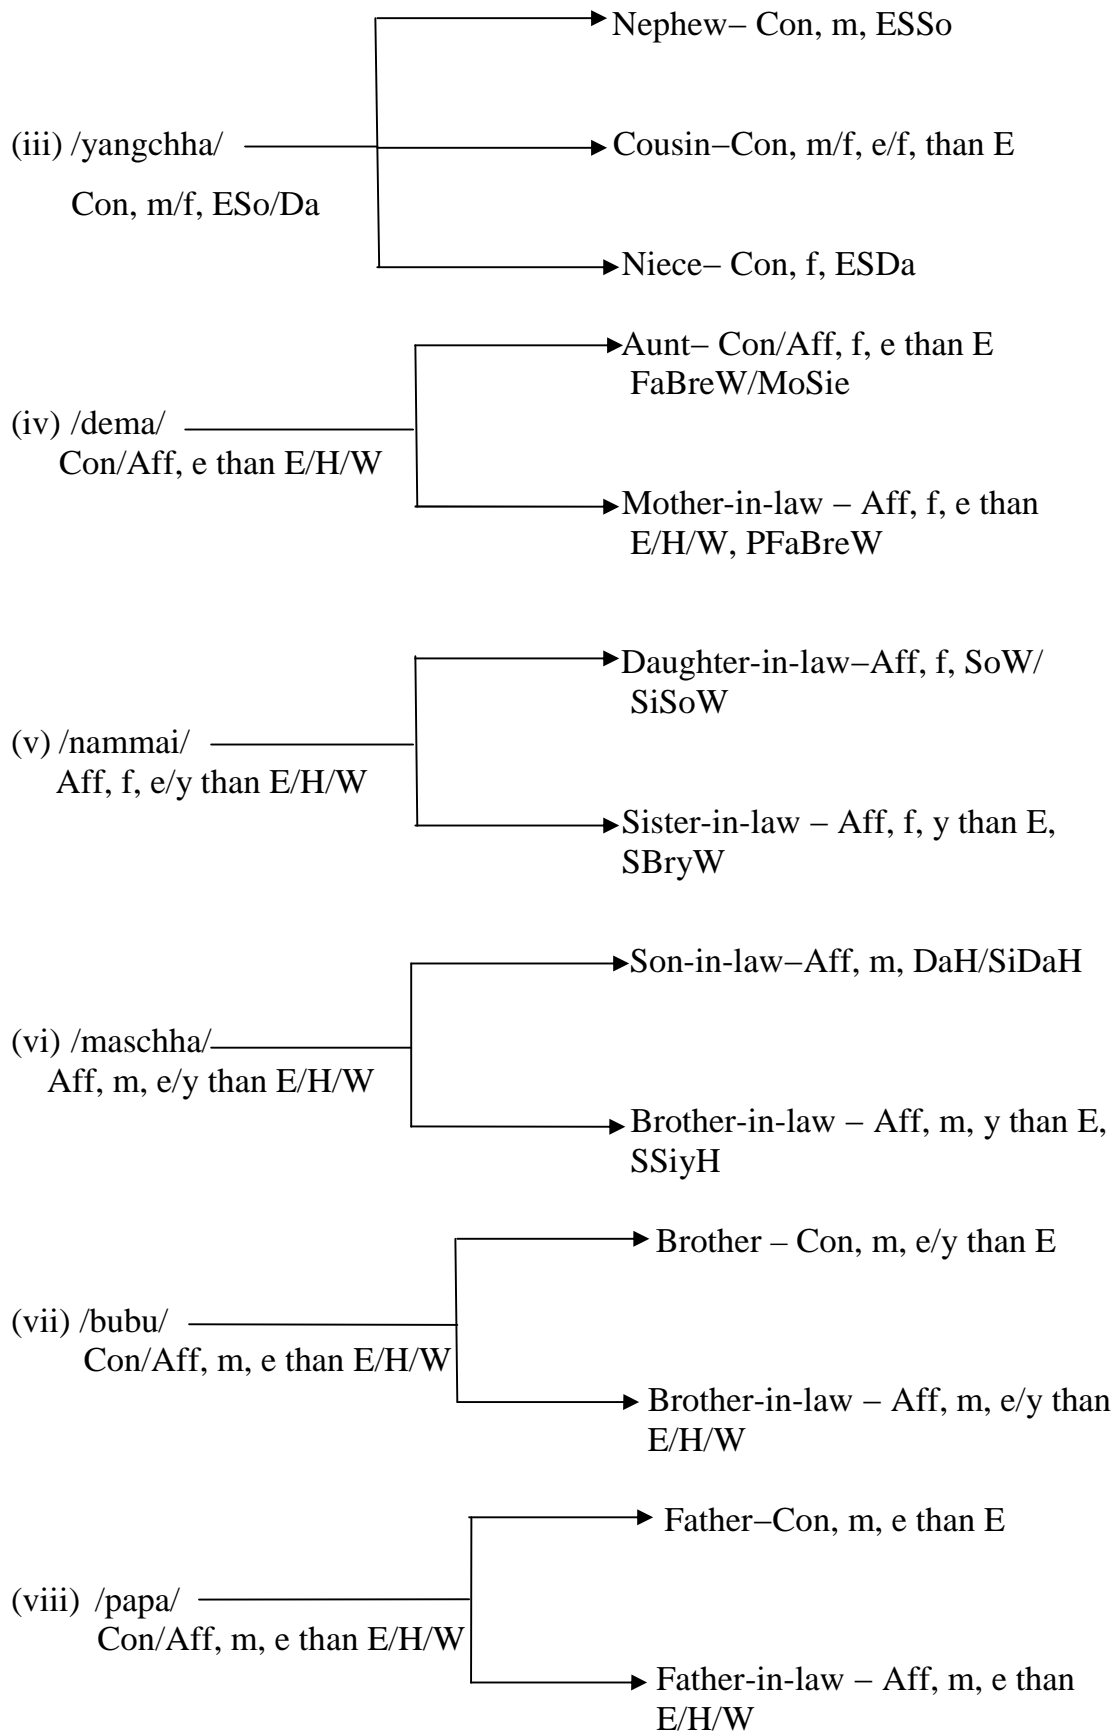 Nephew– Con, m, ESSo
(iii) /yangchha/
Cousin–Con, m/f, e/f, than E
Con, m/f, ESo/Da
Niece– Con, f, ESDa
Aunt– Con/Aff, f, e than E
FaBreW/MoSie
(iv) /dema/
Con/Aff, e than E/H/W
Mother-in-law – Aff, f, e than
E/H/W, PFaBreW
Daughter-in-law–Aff, f, SoW/
SiSoW
(v) /nammai/
Aff, f, e/y than E/H/W
Sister-in-law – Aff, f, y than E,
SBryW
Son-in-law–Aff, m, DaH/SiDaH
(vi) /maschha/
Aff, m, e/y than E/H/W
Brother-in-law – Aff, m, y than E,
SSiyH
Brother – Con, m, e/y than E
(vii) /bubu/
Con/Aff, m, e than E/H/W
Brother-in-law – Aff, m, e/y than
E/H/W
Father–Con, m, e than E
(viii) /papa/
Con/Aff, m, e than E/H/W
Father-in-law – Aff, m, e than
E/H/W